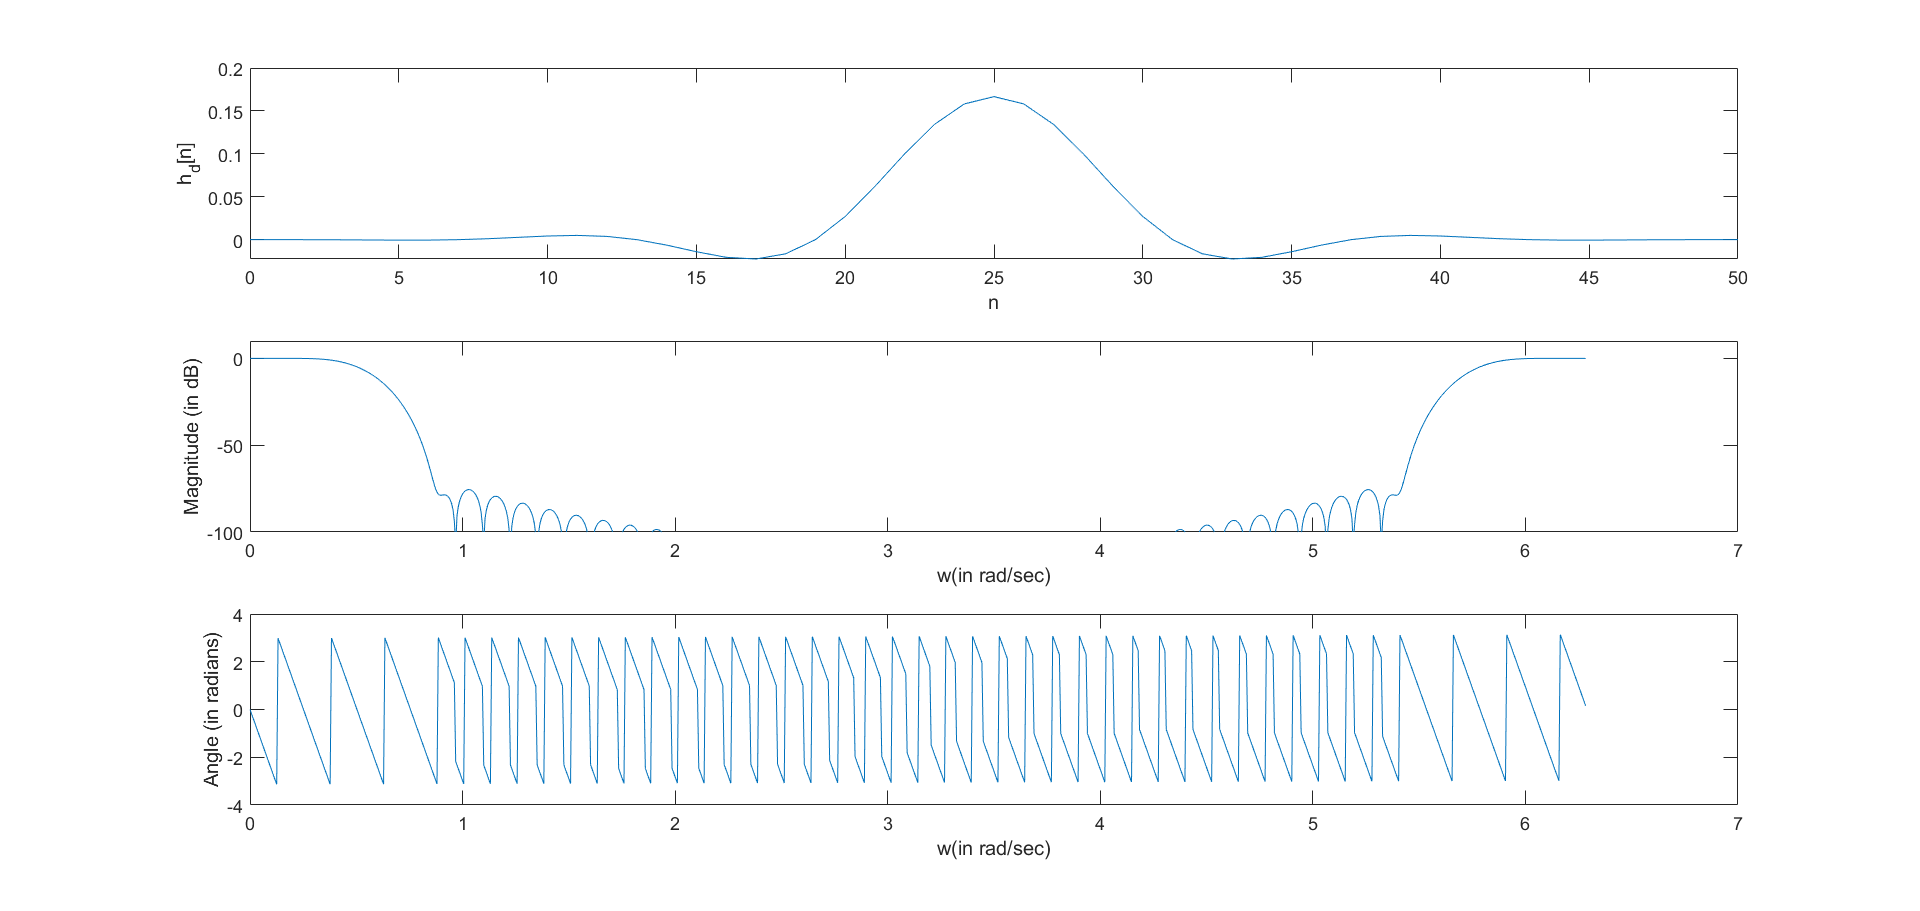 0.2
0.15
0.1
0.05
0
h_d[n]
0 5 10 15 20 25 30 35 40 45 50
n
0
-50
-100
Magnitude (in dB)
0 1 2 3 4 5 6 7
w(in rad/sec)
4
2
0
-2
-4
Angle (in radians)
0 1 2 3 4 5 6 7
w(in rad/sec)